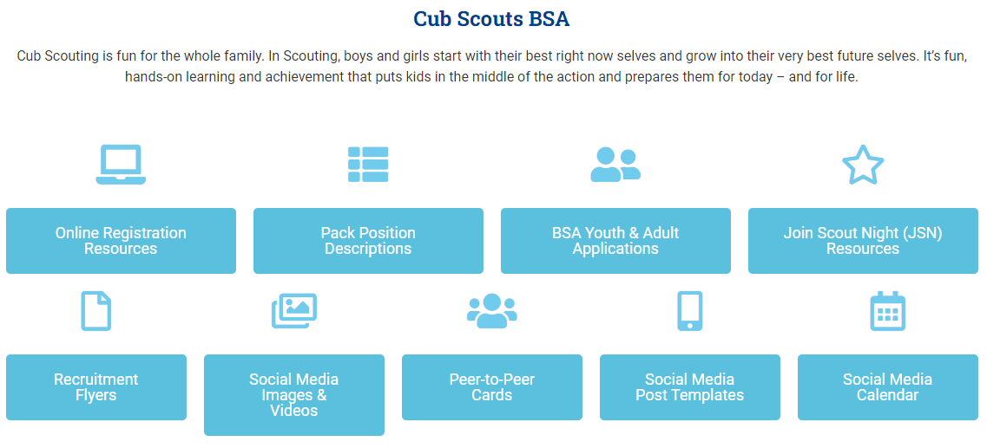 Cub Scouts BSA
Cub Scouting is fun for the whole family. In Scouting, boys and girls start with their best right now selves and grow into their very best future selves. It's fun,
hands-on learning and achievement that puts kids in the middle of the action and prepares them for today – and for life.
Online Registration
Resources
Pack Position
Descriptions
BSA Youth & Adult
Applications
Join Scout Night (JSN)
Resources
Recruitment
Flyers
Social Media
Images &
Videos
Peer-to-Peer
Cards
Social Media
Post Templates
Social Media
Calendar